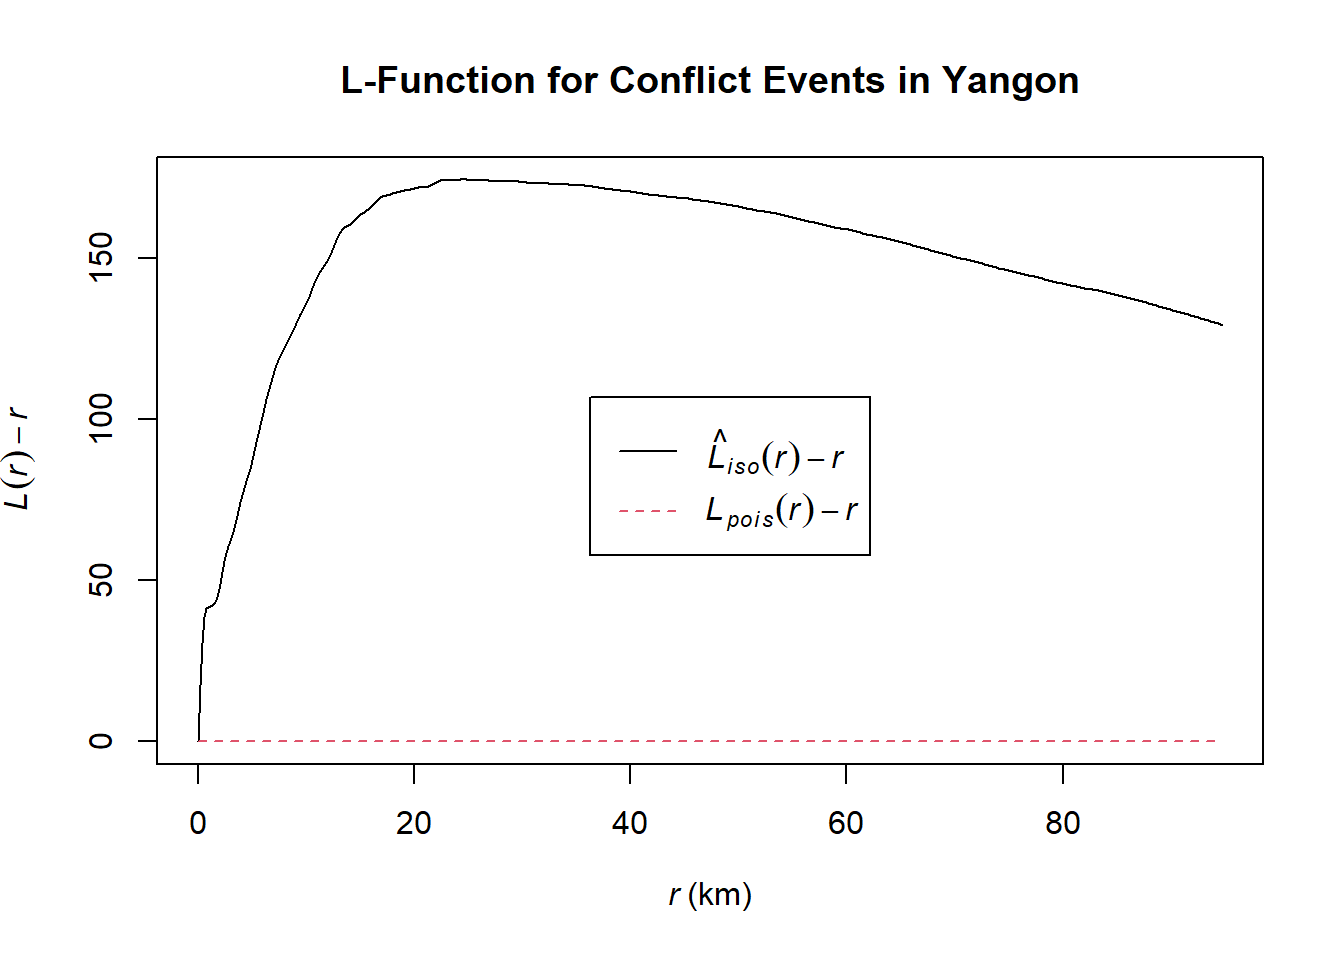 L-Function for Conflict Events in Yangon
L(r) − r
150
100
50
0
L̂iso(r) − r
Lpois(r) − r
0 20 40 60 80
r (km)